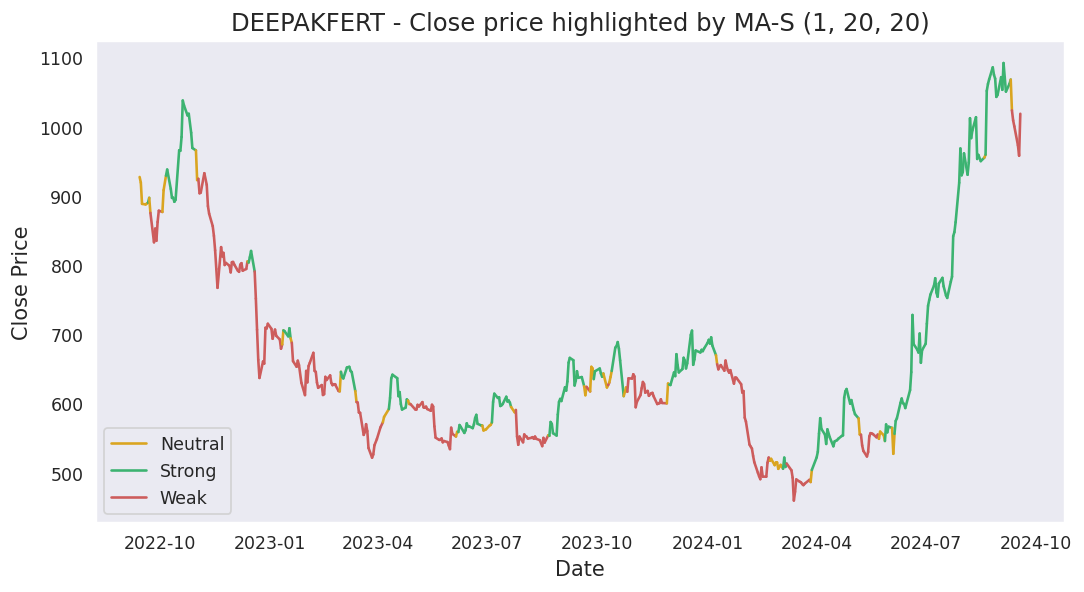 DEEPAKFERT - Close price highlighted by MA-S (1, 20, 20)
Close Price
1100
1000
900
800
700
600
500
Neutral
Strong
Weak
2022-10 2023-01 2023-04 2023-07 2023-10 2024-01 2024-04 2024-07 2024-10
Date